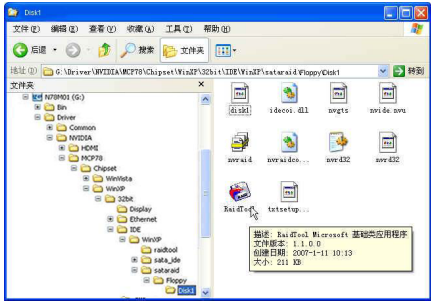 Disk1
文件(F) 编辑(E) 查看(V) 收藏(A) 工具(T) 帮助(H)
后退 搜索 文件夹
地址(D) G:\Driver\NVIDIA\MCP78\Chipset\WinXP\32bit\IDE\WinXP\sataraid\Floppy\Disk1 转到
文件夹
N78M01 (G:)
Bin
Driver
Common
NVIDIA
HDMI
MCP78
Chipset
WinVista
WinXP
32bit
Display
Ethernet
IDE
WinXP
raidtool
sata_ide
sataraid
Floppy
Disk1
disk1 idecoi.dll nvgts nvide.nvu
nvraid nvraidco... nvrd32 nvrd32
RaidTool txtsetup...
描述: RaidTool Microsoft 基础类应用程序
文件版本: 1.1.0.0
创建日期: 2007-1-11 10:13
大小: 211 KB